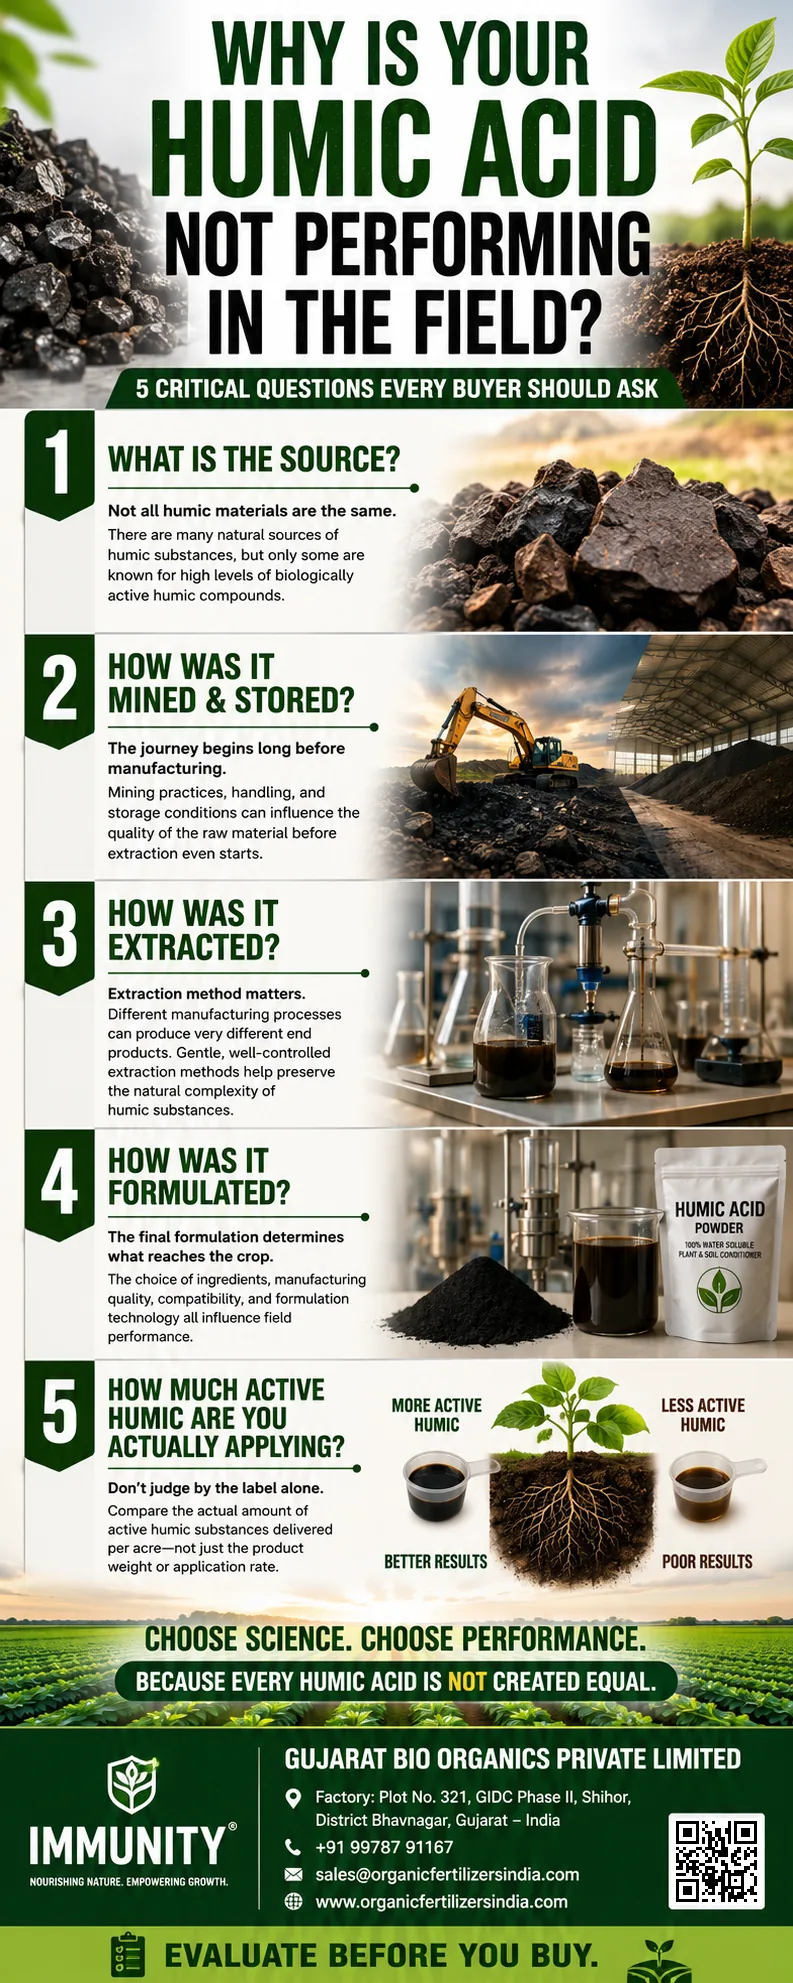 WHY IS YOUR
HUMIC ACID
NOT PERFORMING
IN THE FIELD?
5 CRITICAL QUESTIONS EVERY BUYER SHOULD ASK
1
WHAT IS THE SOURCE?
Not all humic materials are the same.
There are many natural sources of
humic substances, but only some are
known for high levels of biologically
active humic compounds.
2
HOW WAS IT
MINED & STORED?
The journey begins long before
manufacturing.
Mining practices, handling, and
storage conditions can influence the
quality of the raw material before
extraction even starts.
3
HOW WAS IT
EXTRACTED?
Extraction method matters.
Different manufacturing processes
can produce very different end
products. Gentle, well-controlled
extraction methods help preserve
the natural complexity of
humic substances.
4
HOW WAS IT
FORMULATED?
The final formulation determines
what reaches the crop.
The choice of ingredients, manufacturing
quality, compatibility, and formulation
technology all influence field
performance.
HUMIC ACID
POWDER
100% WATER SOLUBLE
PLANT & SOIL CONDITIONER
5
HOW MUCH ACTIVE
HUMIC ARE YOU
ACTUALLY APPLYING?
Don't judge by the label alone.
Compare the actual amount of
active humic substances delivered
per acre—not just the product
weight or application rate.
MORE ACTIVE
HUMIC
BETTER RESULTS
LESS ACTIVE
HUMIC
POOR RESULTS
CHOOSE SCIENCE. CHOOSE PERFORMANCE.
BECAUSE EVERY HUMIC ACID IS NOT CREATED EQUAL.
IMMUNITY®
NOURISHING NATURE. EMPOWERING GROWTH.
GUJARAT BIO ORGANICS PRIVATE LIMITED
Factory: Plot No. 321, GIDC Phase II, Shihor,
District Bhavnagar, Gujarat – India
+91 99787 91167
sales@organicfertilizersindia.com
www.organicfertilizersindia.com
EVALUATE BEFORE YOU BUY.